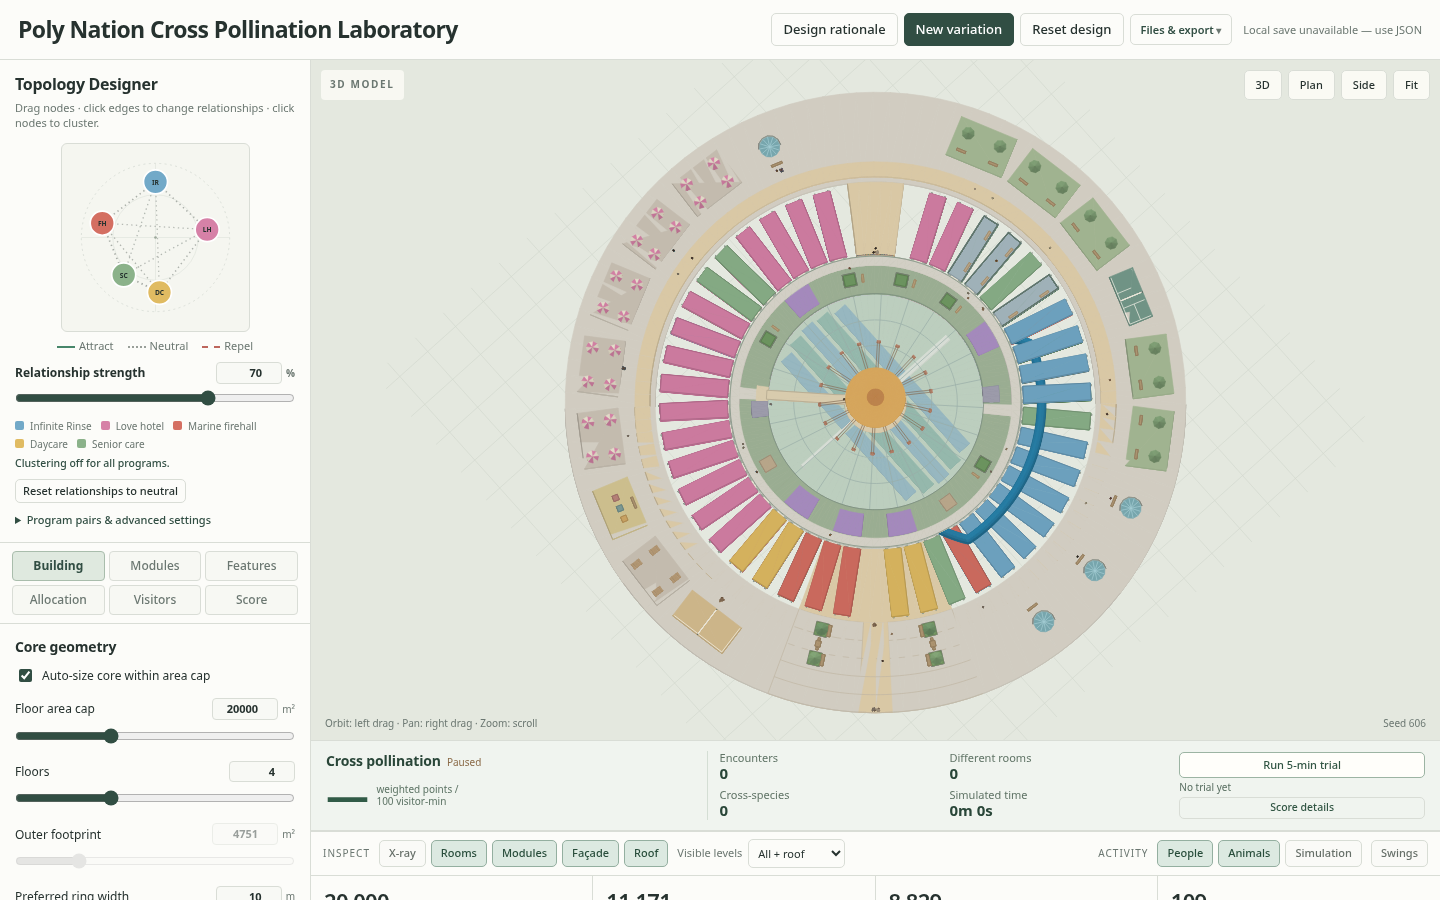 Poly Nation Cross Pollination Laboratory
Design rationale
New variation
Reset design
Files & export ▾
Local save unavailable — use JSON
Topology Designer
Drag nodes · click edges to change relationships · click
nodes to cluster.
IR
FH
LH
SC
DC
Attract
Neutral
Repel
Relationship strength
70 %
Infinite Rinse
Love hotel
Marine firehall
Daycare
Senior care
Clustering off for all programs.
Reset relationships to neutral
Program pairs & advanced settings
Building
Modules
Features
Allocation
Visitors
Score
Core geometry
Auto-size core within area cap
Floor area cap
20000 m²
Floors
4
Outer footprint
4751 m²
Preferred ring width
10 m
3D MODEL
3D
Plan
Side
Fit
Orbit: left drag · Pan: right drag · Zoom: scroll
Seed 606
Cross pollination Paused
weighted points /
100 visitor-min
Encounters
0
Different rooms
0
Cross-species
0
Simulated time
0m 0s
Run 5-min trial
No trial yet
Score details
INSPECT
X-ray
Rooms
Modules
Façade
Roof
Visible levels
All + roof
ACTIVITY
People
Animals
Simulation
Swings
20,000
11,171
8,829
109